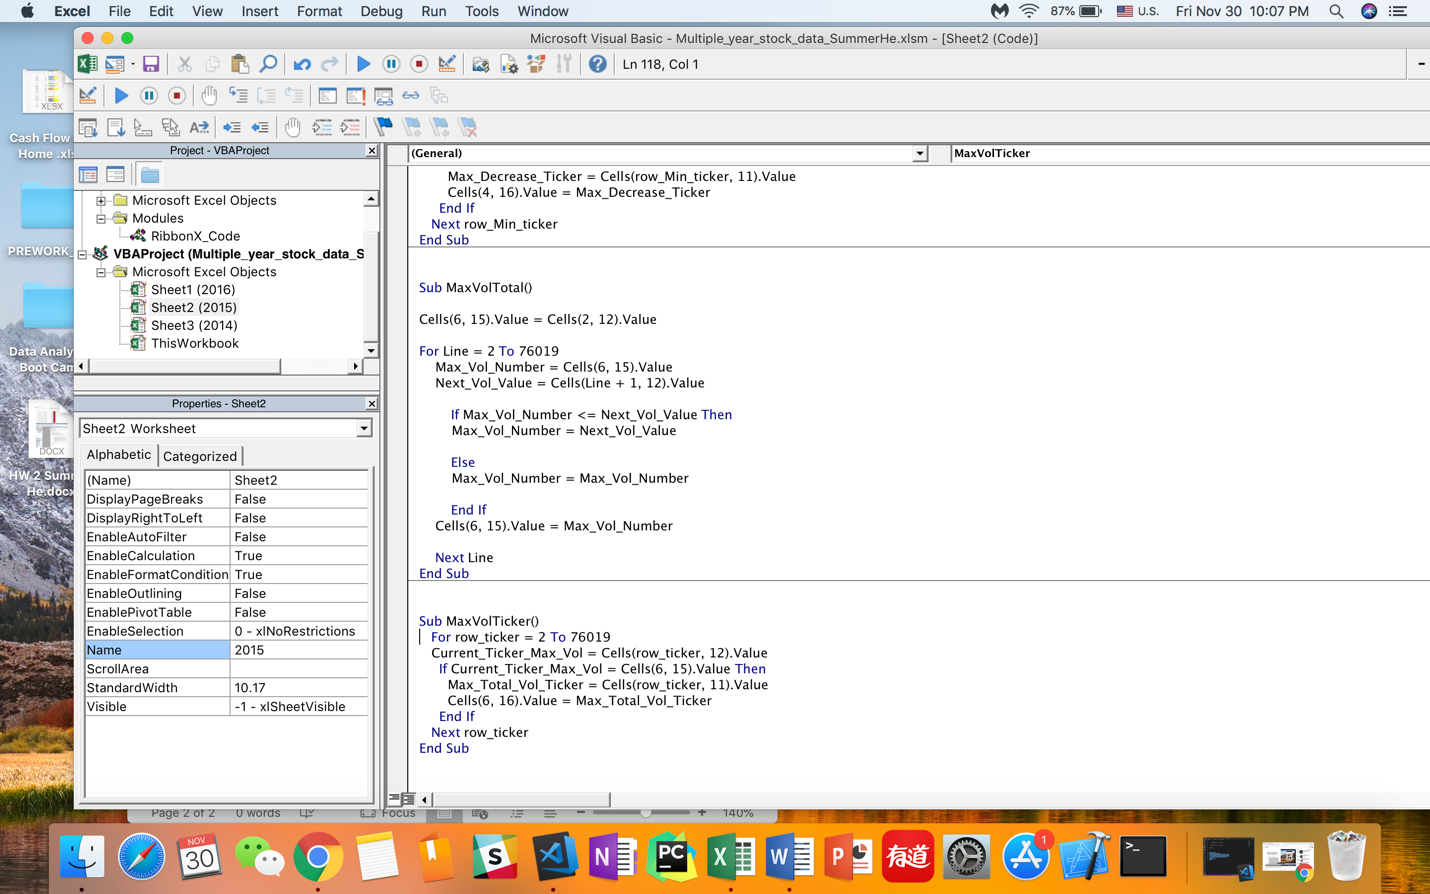 Excel File Edit View Insert Format Debug Run Tools Window 87% U.S. Fri Nov 30 10:07 PM
Microsoft Visual Basic - Multiple_year_stock_data_SummerHe.xlsm - [Sheet2 (Code)]
Ln 118, Col 1
XLSX
Cash Flow
Home .xls
PREWORK_
Data Analy
Boot Cam
DOCX
HW 2 Summ
He.docx
Project - VBAProject
Microsoft Excel Objects
Modules
RibbonX_Code
VBAProject (Multiple_year_stock_data_S
Microsoft Excel Objects
Sheet1 (2016)
Sheet2 (2015)
Sheet3 (2014)
ThisWorkbook
Properties - Sheet2
Sheet2 Worksheet
Alphabetic Categorized
(Name) Sheet2
DisplayPageBreaks False
DisplayRightToLeft False
EnableAutoFilter False
EnableCalculation True
EnableFormatCondition True
EnableOutlining False
EnablePivotTable False
EnableSelection 0 - xlNoRestrictions
Name 2015
ScrollArea
StandardWidth 10.17
Visible -1 - xlSheetVisible
(General) MaxVolTicker
Max_Decrease_Ticker = Cells(row_Min_ticker, 11).Value
Cells(4, 16).Value = Max_Decrease_Ticker
End If
Next row_Min_ticker
End Sub
Sub MaxVolTotal()
Cells(6, 15).Value = Cells(2, 12).Value
For Line = 2 To 76019
Max_Vol_Number = Cells(6, 15).Value
Next_Vol_Value = Cells(Line + 1, 12).Value
If Max_Vol_Number <= Next_Vol_Value Then
Max_Vol_Number = Next_Vol_Value
Else
Max_Vol_Number = Max_Vol_Number
End If
Cells(6, 15).Value = Max_Vol_Number
Next Line
End Sub
Sub MaxVolTicker()
For row_ticker = 2 To 76019
Current_Ticker_Max_Vol = Cells(row_ticker, 12).Value
If Current_Ticker_Max_Vol = Cells(6, 15).Value Then
Max_Total_Vol_Ticker = Cells(row_ticker, 11).Value
Cells(6, 16).Value = Max_Total_Vol_Ticker
End If
Next row_ticker
End Sub
Page 2 of 2 0 words Focus 140%
NOV
30
S
N
PC
X
W
P
有道
1
>_